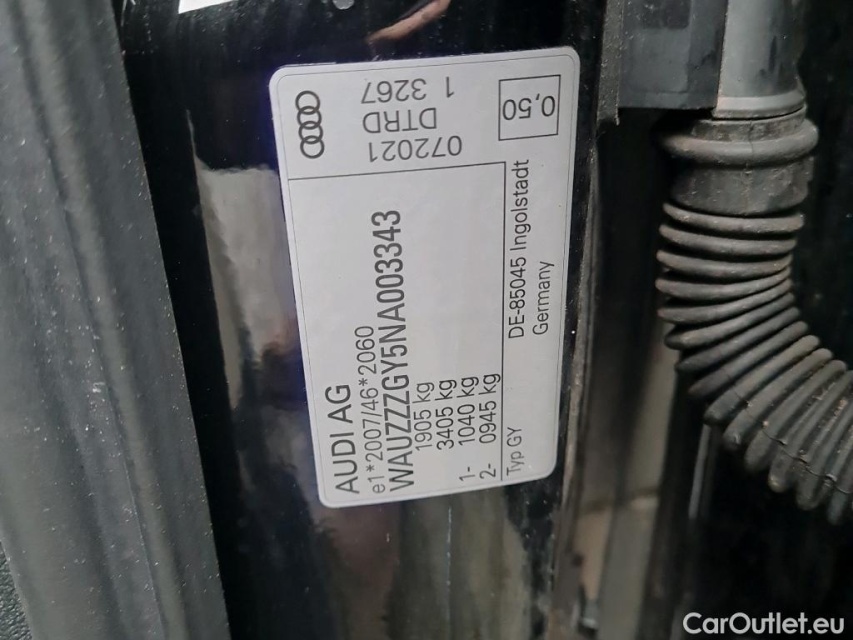 AUDI AG
e1*2007/46*2060
WAUZZZGY5NA003343
1905 kg
3405 kg
1- 1040 kg
2- 0945 kg
Typ GY
DE-85045 Ingolstadt
Germany
072021
DTRD
1 3267
0,50
CarOutlet.eu